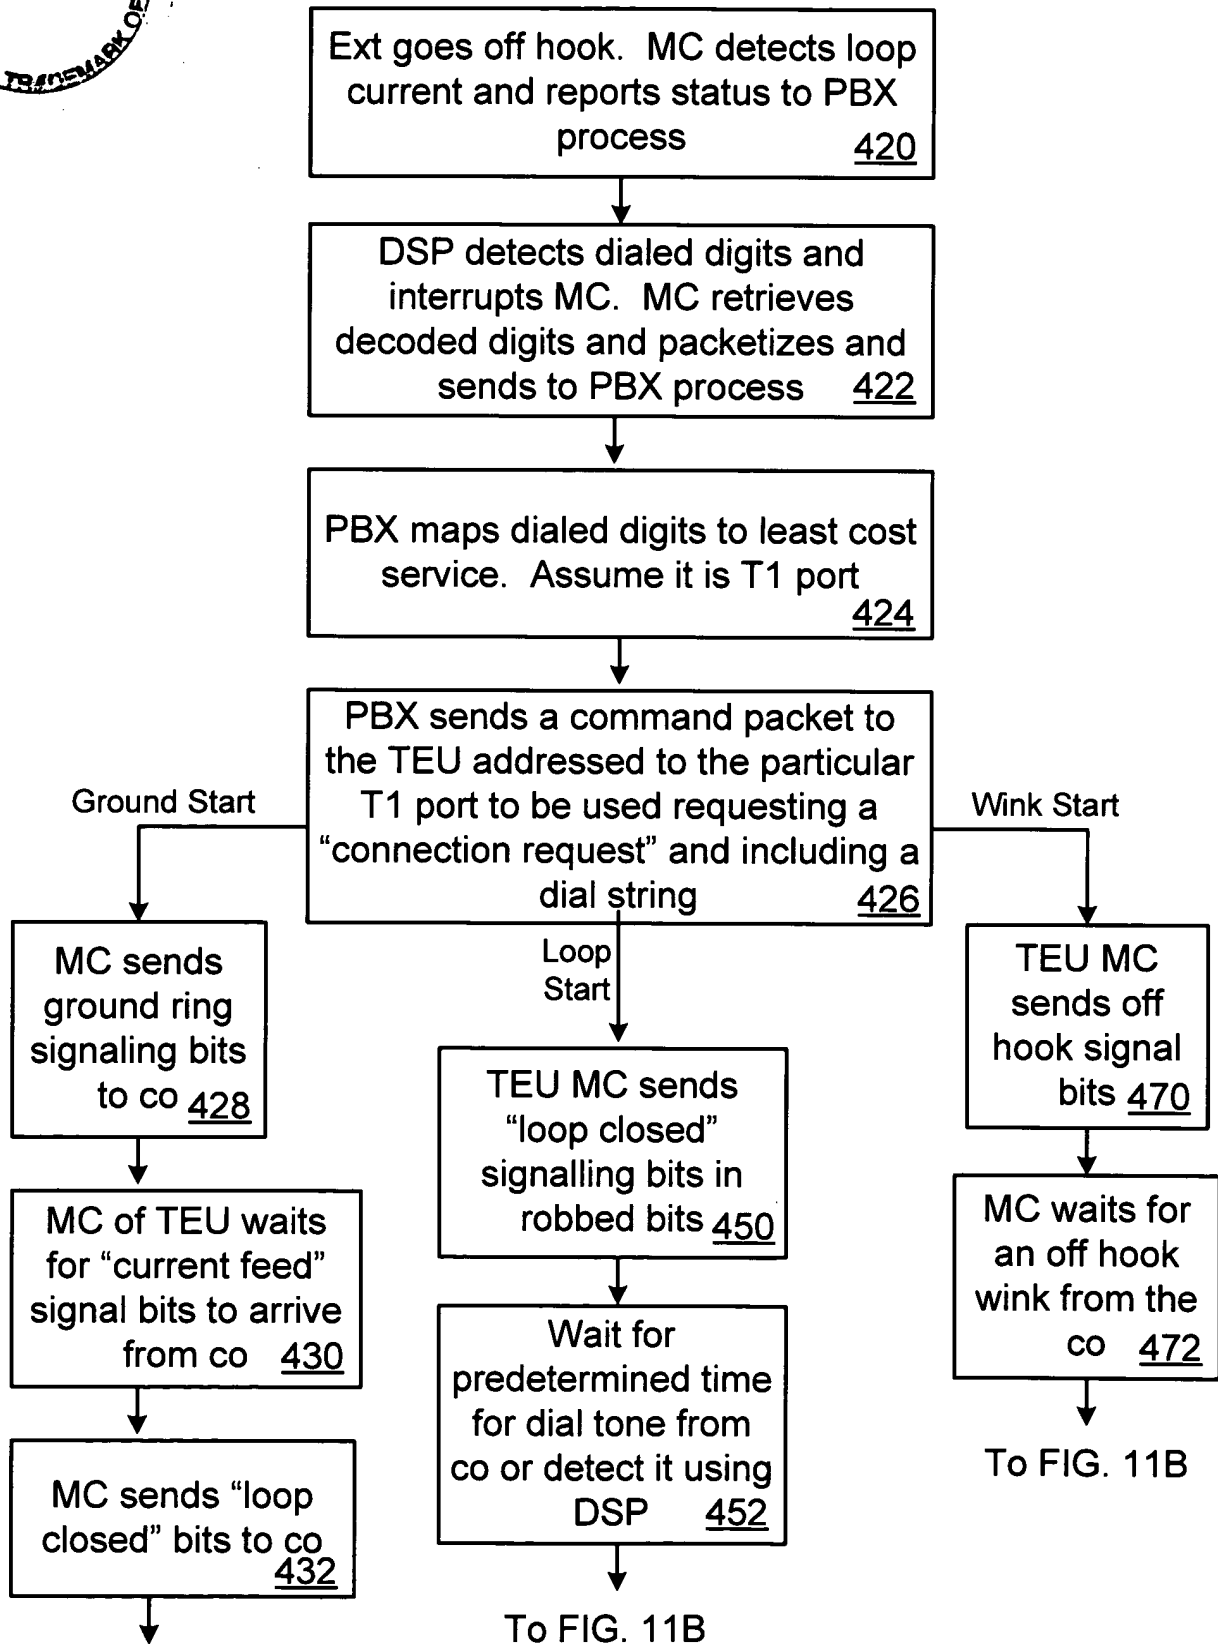 TRADEMARK OF
Ext goes off hook. MC detects loop
current and reports status to PBX
process 420
DSP detects dialed digits and
interrupts MC. MC retrieves
decoded digits and packetizes and
sends to PBX process 422
PBX maps dialed digits to least cost
service. Assume it is T1 port
424
PBX sends a command packet to
the TEU addressed to the particular
T1 port to be used requesting a
“connection request” and including a
dial string 426
Ground Start
Loop
Start
Wink Start
MC sends
ground ring
signaling bits
to co 428
MC of TEU waits
for “current feed”
signal bits to arrive
from co 430
MC sends “loop
closed” bits to co
432
TEU MC sends
“loop closed”
signalling bits in
robbed bits 450
Wait for
predetermined time
for dial tone from
co or detect it using
DSP 452
To FIG. 11B
TEU MC
sends off
hook signal
bits 470
MC waits for
an off hook
wink from the
co 472
To FIG. 11B